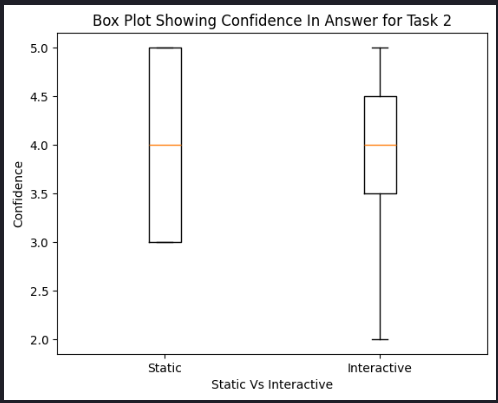 Box Plot Showing Confidence In Answer for Task 2
5.0
4.5
4.0
3.5
3.0
2.5
2.0
Confidence
Static
Interactive
Static Vs Interactive